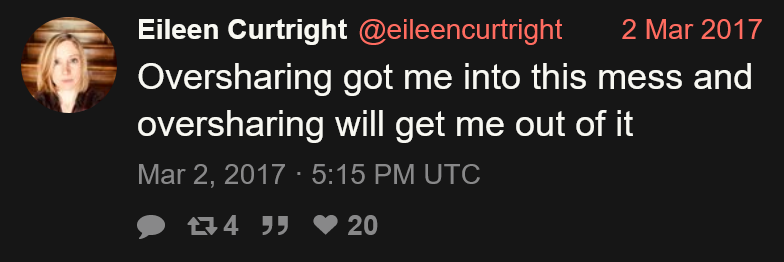 Eileen Curtright @eileencurtright 2 Mar 2017
Oversharing got me into this mess and
oversharing will get me out of it
Mar 2, 2017 · 5:15 PM UTC
4 20